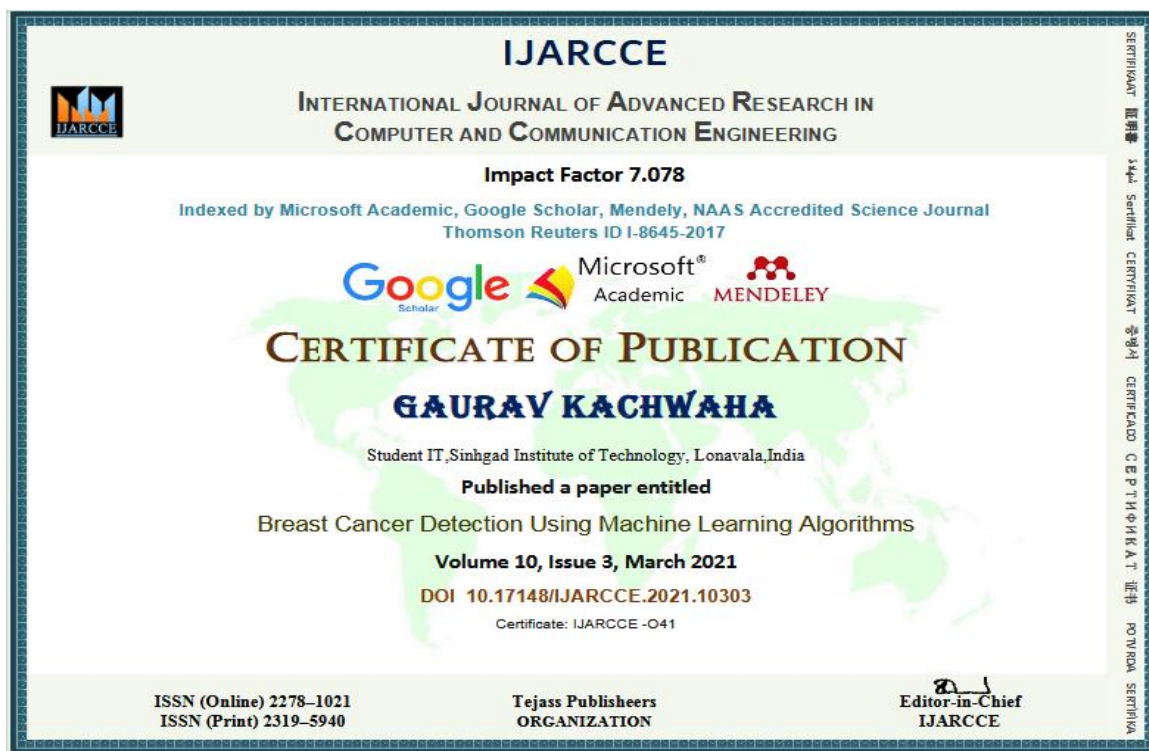 IJARCCE
IJARCCE
INTERNATIONAL JOURNAL OF ADVANCED RESEARCH IN
COMPUTER AND COMMUNICATION ENGINEERING
Impact Factor 7.078
Indexed by Microsoft Academic, Google Scholar, Mendely, NAAS Accredited Science Journal
Thomson Reuters ID I-8645-2017
Google
Scholar
Microsoft®
Academic
MENDELEY
CERTIFICATE OF PUBLICATION
GAURAV KACHWAHA
Student IT,Sinhgad Institute of Technology, Lonavala,India
Published a paper entitled
Breast Cancer Detection Using Machine Learning Algorithms
Volume 10, Issue 3, March 2021
DOI 10.17148/IJARCCE.2021.10303
Certificate: IJARCCE -O41
ISSN (Online) 2278–1021
ISSN (Print) 2319–5940
Tejass Publisheers
ORGANIZATION
Editor-in-Chief
IJARCCE
SERTIFIKAAT 証明書 شهادة Sertifikat CERTYFIKAT 증명서 CERTIFICADO СЕРТИФИКАТ 证书 POTVRDA SERTIFIKA